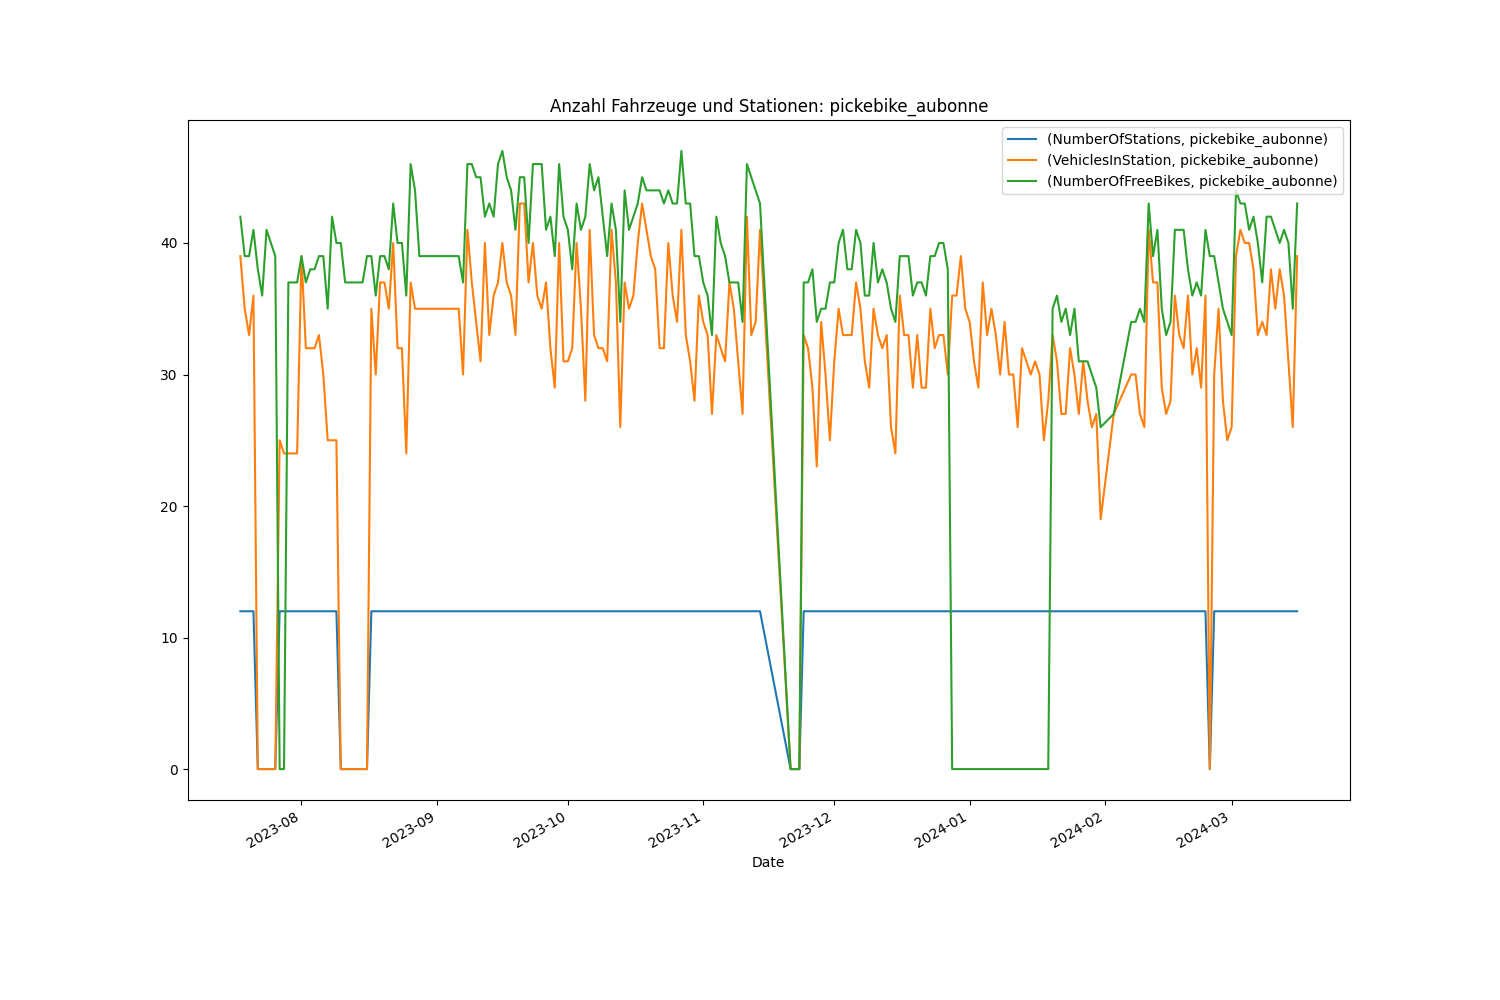 Anzahl Fahrzeuge und Stationen: pickebike_aubonne
(NumberOfStations, pickebike_aubonne)
(VehiclesInStation, pickebike_aubonne)
(NumberOfFreeBikes, pickebike_aubonne)
40
30
20
10
0
2023-08
2023-09
2023-10
2023-11
2023-12
2024-01
2024-02
2024-03
Date